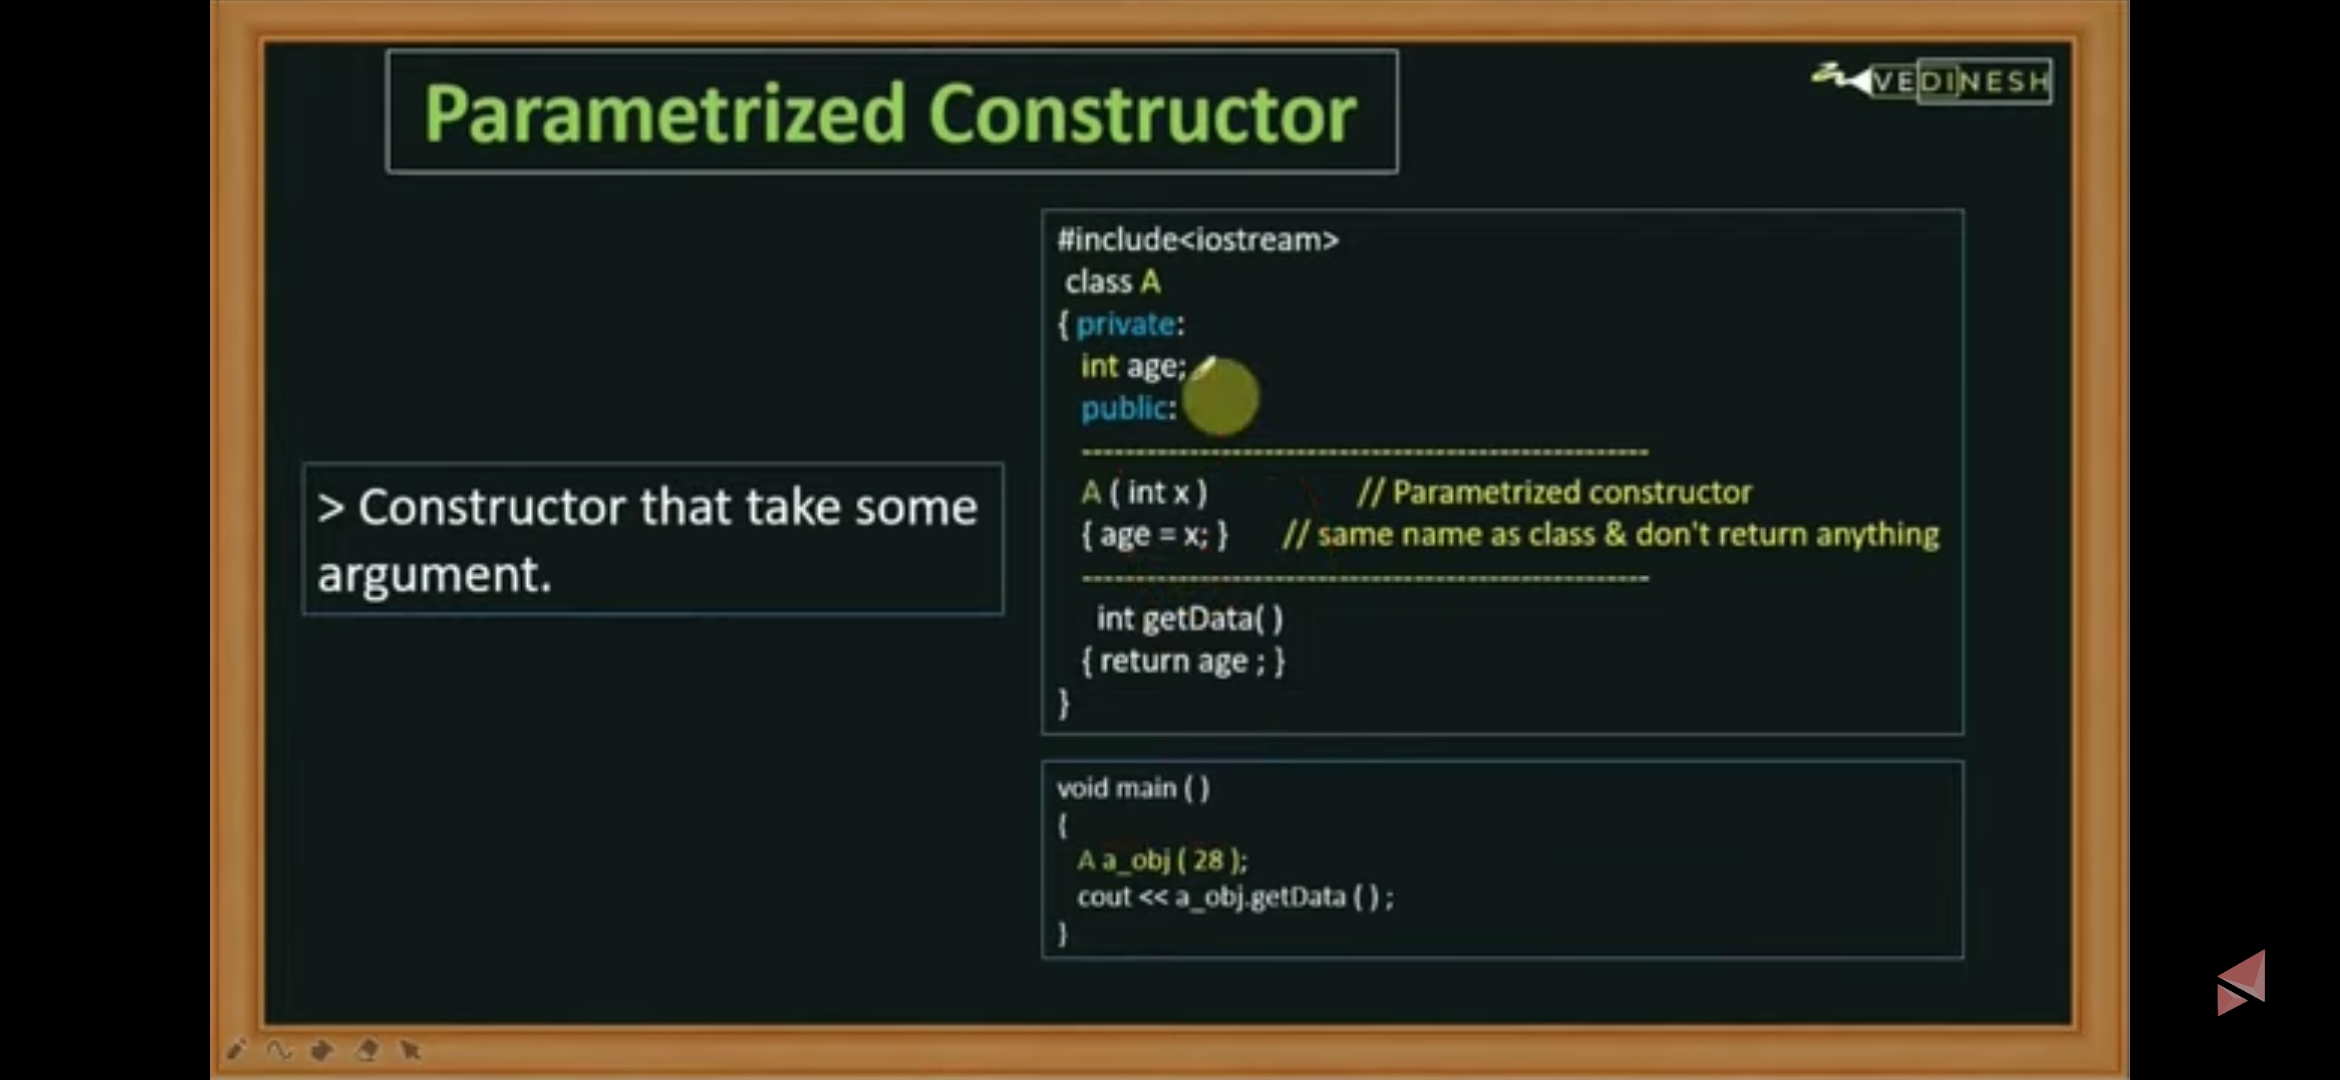 Parametrized Constructor
VEDINESH
> Constructor that take some
argument.
#include<iostream>
class A
{ private:
int age;
public:
---------------------------------------------------------
A ( int x ) // Parametrized constructor
{ age = x; } // same name as class & don't return anything
---------------------------------------------------------
int getData( )
{ return age ; }
}
void main ( )
{
A a_obj ( 28 );
cout << a_obj.getData ( ) ;
}